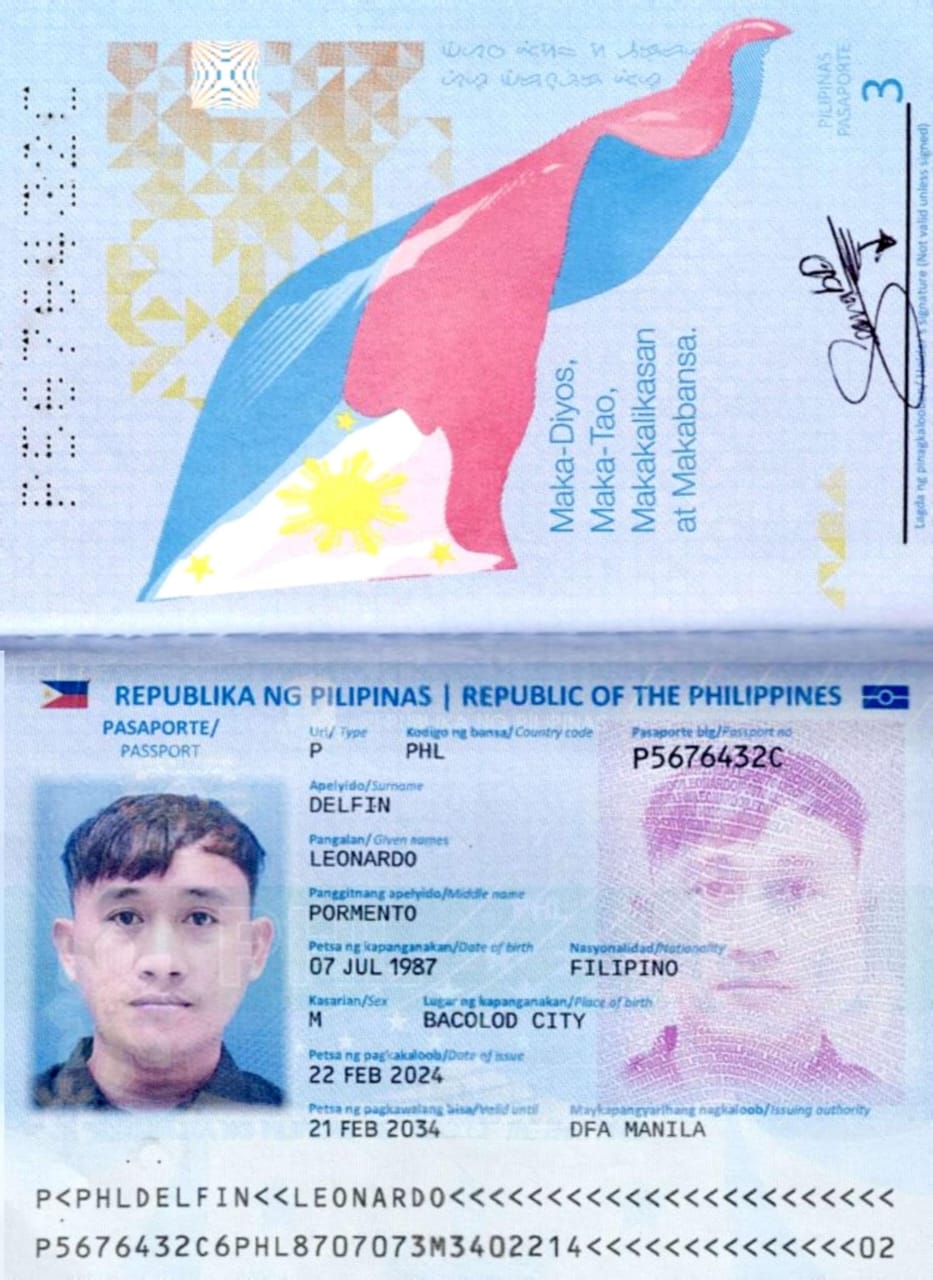 P5676432C
PILIPINAS
PASAPORTE
3
Maka-Diyos,
Maka-Tao,
Makakalikasan
at Makabansa.
Lagda ng pinagkalooban/ Holder's signature (Not valid unless signed)
REPUBLIKA NG PILIPINAS | REPUBLIC OF THE PHILIPPINES
PASAPORTE/
PASSPORT
Uri/ Type Kodigo ng bansa/ Country code Pasaporte blg/Passport no
P PHL P5676432C
Apelyido/Surname
DELFIN
Pangalan/ Given names
LEONARDO
Panggitnang apelyido/Middle name
PORMENTO
Petsa ng kapanganakan/Date of birth Nasyonalidad/Nationality
07 JUL 1987 FILIPINO
Kasarian/Sex Lugar ng kapanganakan/Place of birth
M BACOLOD CITY
Petsa ng pagkakaloob/Date of issue
22 FEB 2024
Petsa ng pagkawalang bisa/Valid until Maykapangyarihang nagkaloob/Issuing authority
21 FEB 2034 DFA MANILA
P<PHLDELFIN<<LEONARDO<<<<<<<<<<<<<<<<<<<<<<<
P5676432C6PHL8707073M3402214<<<<<<<<<<<<<<02